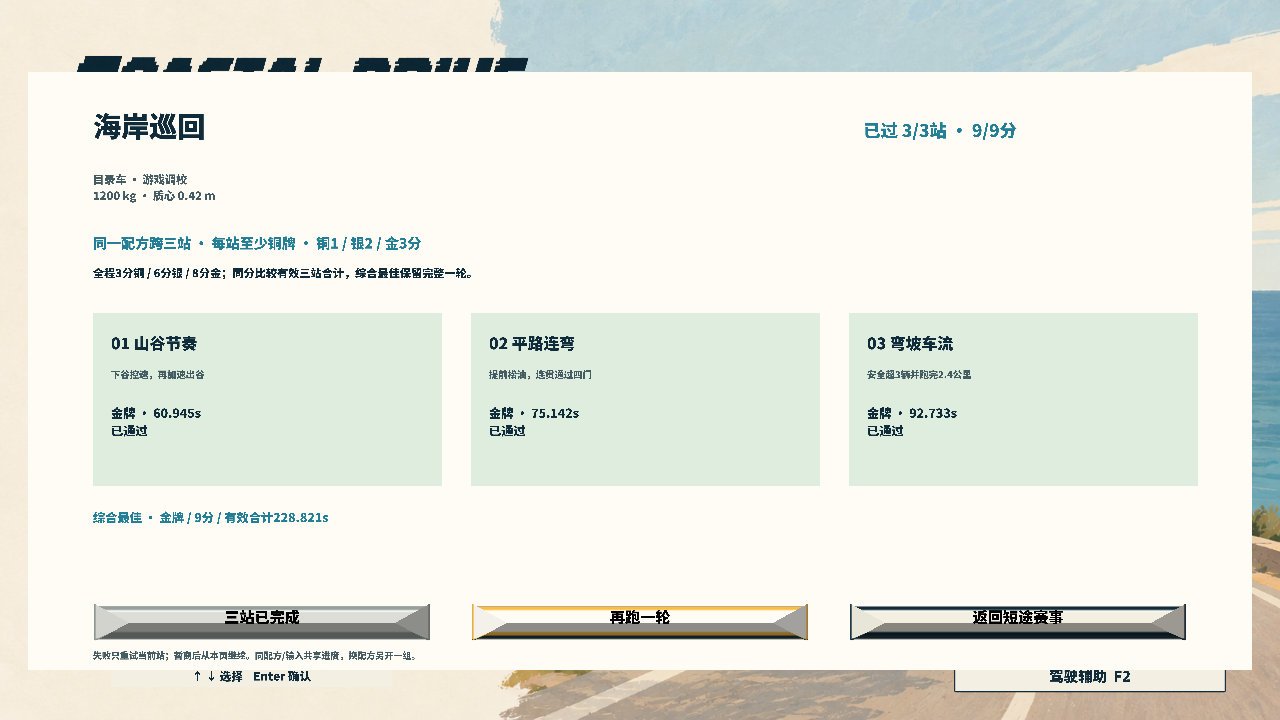 COASTAL DRIVE
海岸巡回
已过 3/3站 · 9/9分
目录车 · 游戏调校
1200 kg · 质心 0.42 m
同一配方跨三站 · 每站至少铜牌 · 铜1 / 银2 / 金3分
全程3分铜 / 6分银 / 8分金；同分比较有效三站合计，综合最佳保留完整一轮。
01 山谷节奏
下谷控速，再加速出谷
金牌 · 60.945s
已通过
02 平路连弯
提前松油，连贯通过四门
金牌 · 75.142s
已通过
03 弯坡车流
安全超3辆并跑完2.4公里
金牌 · 92.733s
已通过
综合最佳 · 金牌 / 9分 / 有效合计228.821s
三站已完成
再跑一轮
返回短途赛事
失败只重试当前站；暂离后从本页继续。同配方/输入共享进度，换配方另开一组。
↑ ↓ 选择 Enter 确认
驾驶辅助 F2